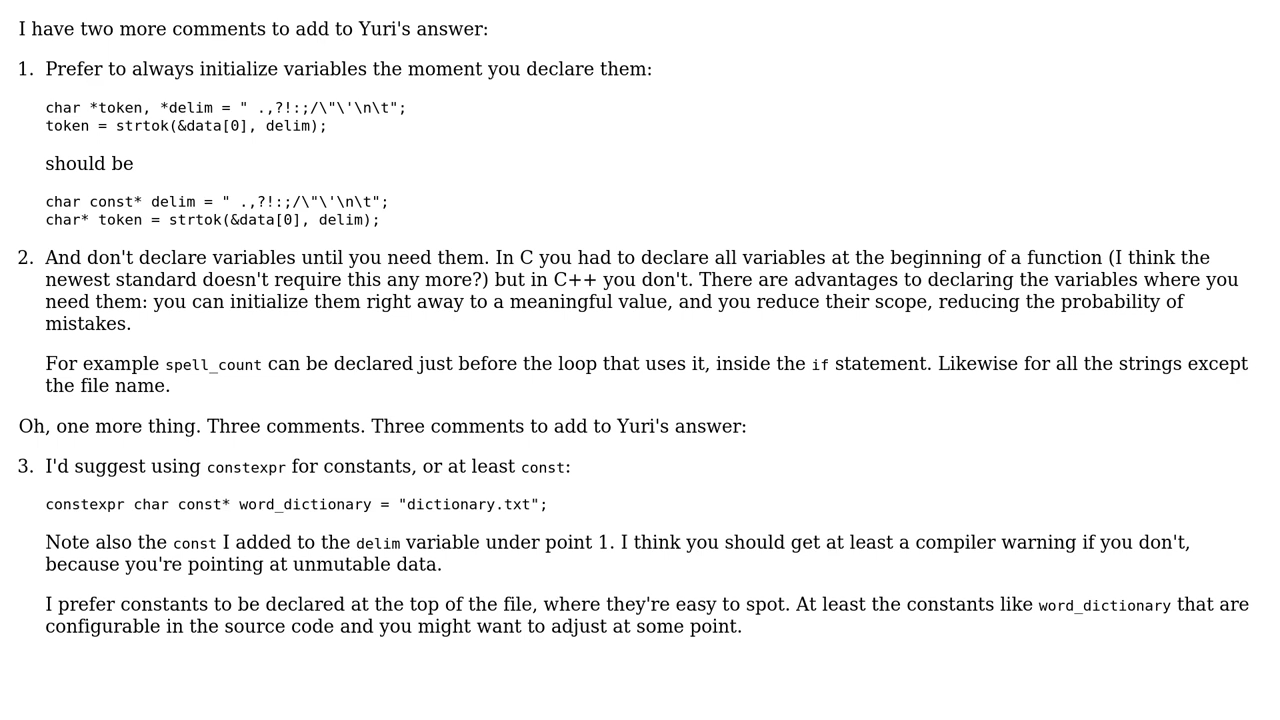 I have two more comments to add to Yuri's answer:
1. Prefer to always initialize variables the moment you declare them:
char *token, *delim = " .,?!:;/\"\'\n\t";
token = strtok(&data[0], delim);
should be
char const* delim = " .,?!:;/\"\'\n\t";
char* token = strtok(&data[0], delim);
2. And don't declare variables until you need them. In C you had to declare all variables at the beginning of a function (I think the
newest standard doesn't require this any more?) but in C++ you don't. There are advantages to declaring the variables where you
need them: you can initialize them right away to a meaningful value, and you reduce their scope, reducing the probability of
mistakes.
For example spell_count can be declared just before the loop that uses it, inside the if statement. Likewise for all the strings except
the file name.
Oh, one more thing. Three comments. Three comments to add to Yuri's answer:
3. I'd suggest using constexpr for constants, or at least const:
constexpr char const* word_dictionary = "dictionary.txt";
Note also the const I added to the delim variable under point 1. I think you should get at least a compiler warning if you don't,
because you're pointing at unmutable data.
I prefer constants to be declared at the top of the file, where they're easy to spot. At least the constants like word_dictionary that are
configurable in the source code and you might want to adjust at some point.